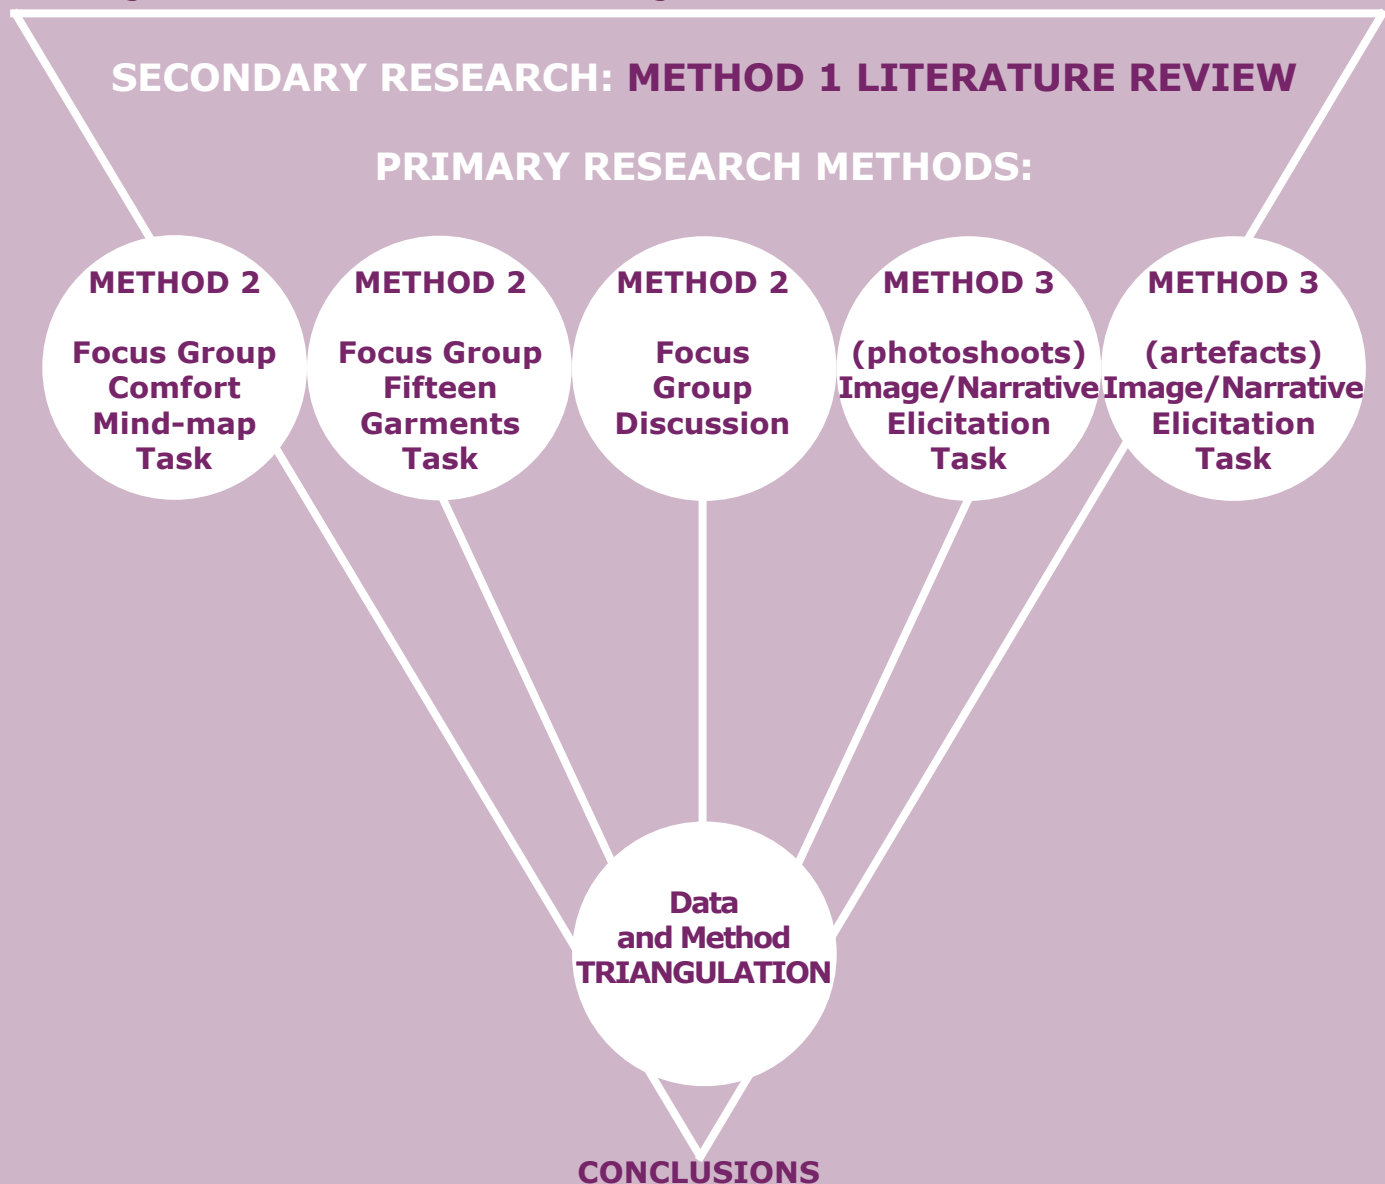 SECONDARY RESEARCH: METHOD 1 LITERATURE REVIEW
PRIMARY RESEARCH METHODS:
METHOD 2
Focus Group
Comfort
Mind-map
Task
METHOD 2
Focus Group
Fifteen
Garments
Task
METHOD 2
Focus
Group
Discussion
METHOD 3
(photoshoots)
Image/Narrative
Elicitation
Task
METHOD 3
(artefacts)
Image/Narrative
Elicitation
Task
Data
and Method
TRIANGULATION
CONCLUSIONS